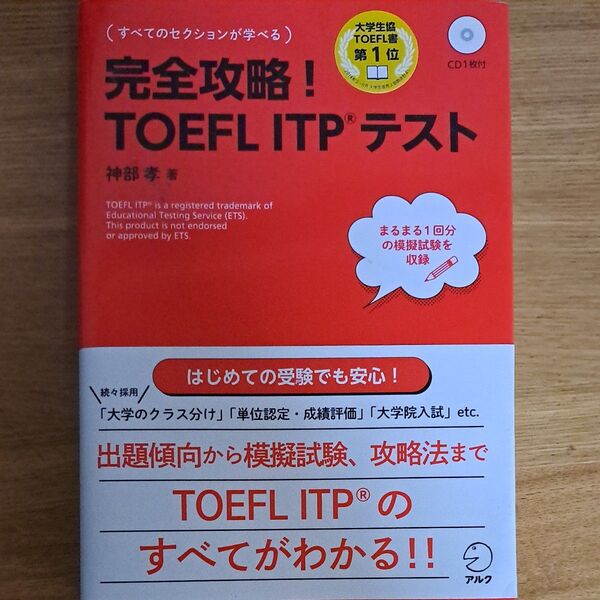 (すべてのセクションが学べる)
大学生協
TOEFL書
第1位
CD1枚付
完全攻略！
TOEFL ITP®テスト
神部 孝 著
TOEFL ITP® is a registered trademark of
Educational Testing Service (ETS).
This product is not endorsed
or approved by ETS.
まるまる1回分
の模擬試験を
収録
はじめての受験でも安心！
続々採用
「大学のクラス分け」「単位認定・成績評価」「大学院入試」etc.
出題傾向から模擬試験、攻略法まで
TOEFL ITP®の
すべてがわかる!!
アルク